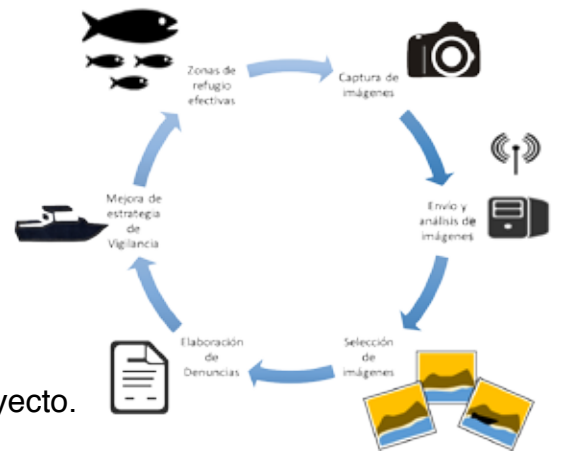 Zonas de
refugio
efectivas
Captura de
imágenes
Envío y
análisis de
imágenes
Selección
de
imágenes
Elaboración
de
Denuncias
Mejora de
estrategia
de
Vigilancia
yecto.